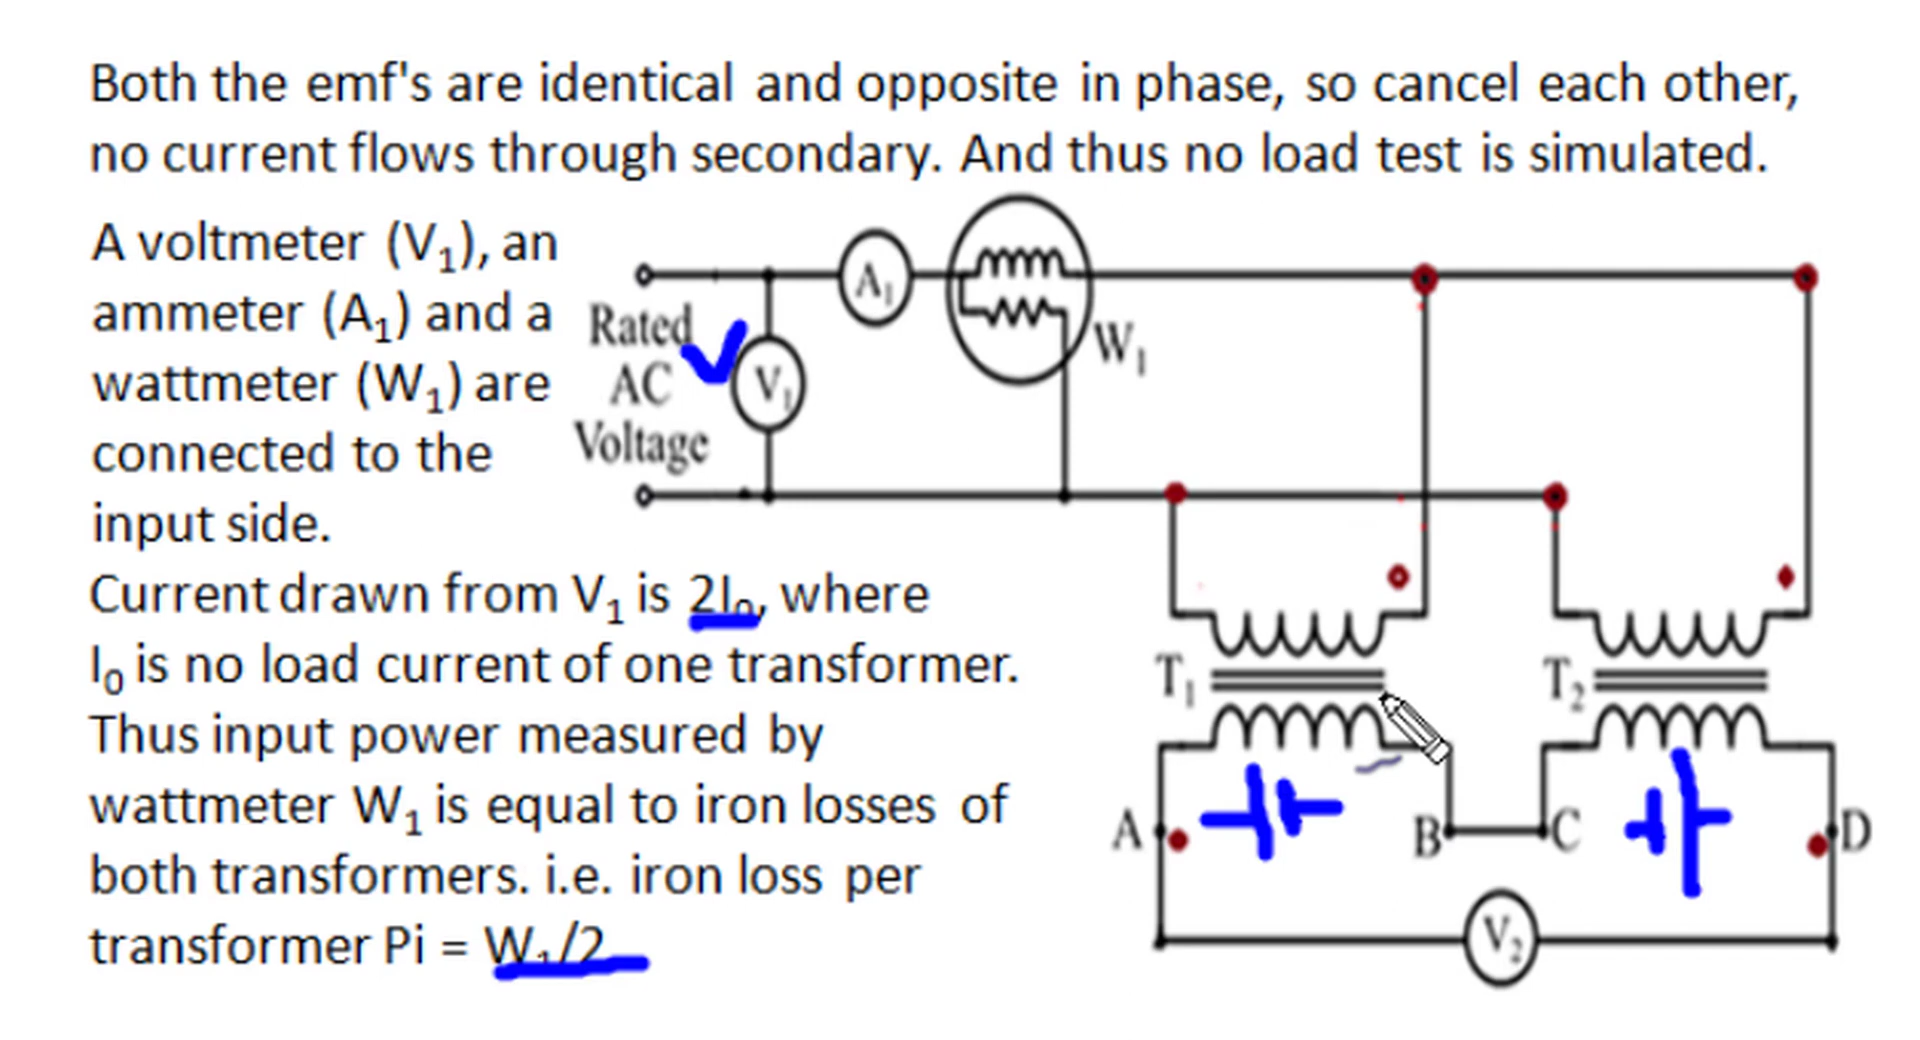 Both the emf's are identical and opposite in phase, so cancel each other,
no current flows through secondary. And thus no load test is simulated.
A voltmeter (V₁), an
ammeter (A₁) and a
wattmeter (W₁) are
connected to the
input side.
Current drawn from V₁ is 2I₀, where
I₀ is no load current of one transformer.
Thus input power measured by
wattmeter W₁ is equal to iron losses of
both transformers. i.e. iron loss per
transformer Pi = W₁/2
A₁
W₁
Rated
AC
Voltage
V₁
T₁
T₂
A
B
C
D
V₂